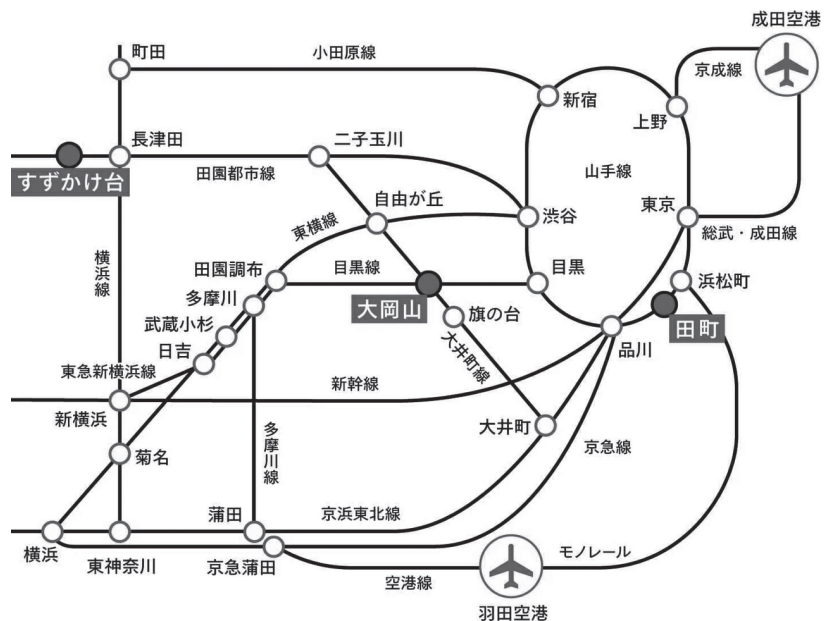 成田空港
町田
小田原線
京成線
新宿
上野
長津田
二子玉川
山手線
すずかけ台
田園都市線
自由が丘
渋谷
東京
東横線
総武・成田線
横浜線
田園調布
目黒線
目黒
浜松町
多摩川
大岡山
武蔵小杉
旗の台
田町
日吉
大井町線
品川
東急新横浜線
新幹線
新横浜
大井町
菊名
多摩川線
京急線
蒲田
京浜東北線
横浜
東神奈川
京急蒲田
空港線
モノレール
羽田空港